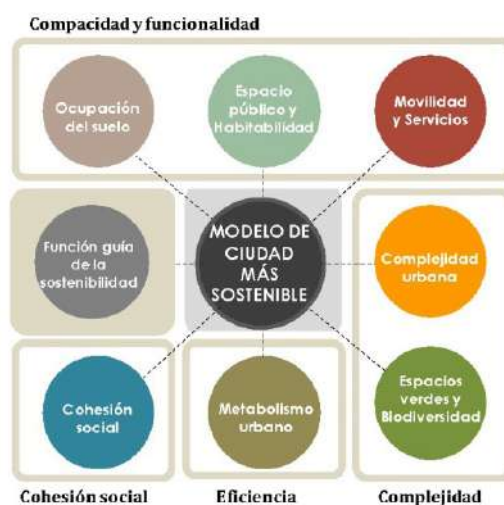 Compacidad y funcionalidad
Ocupación
del suelo
Espacio
público y
Habitabilidad
Movilidad
y Servicios
Función guía
de la
sostenibilidad
MODELO DE
CIUDAD
MÁS
SOSTENIBLE
Complejidad
urbana
Cohesión
social
Metabolismo
urbano
Espacios
verdes y
Biodiversidad
Cohesión social
Eficiencia
Complejidad